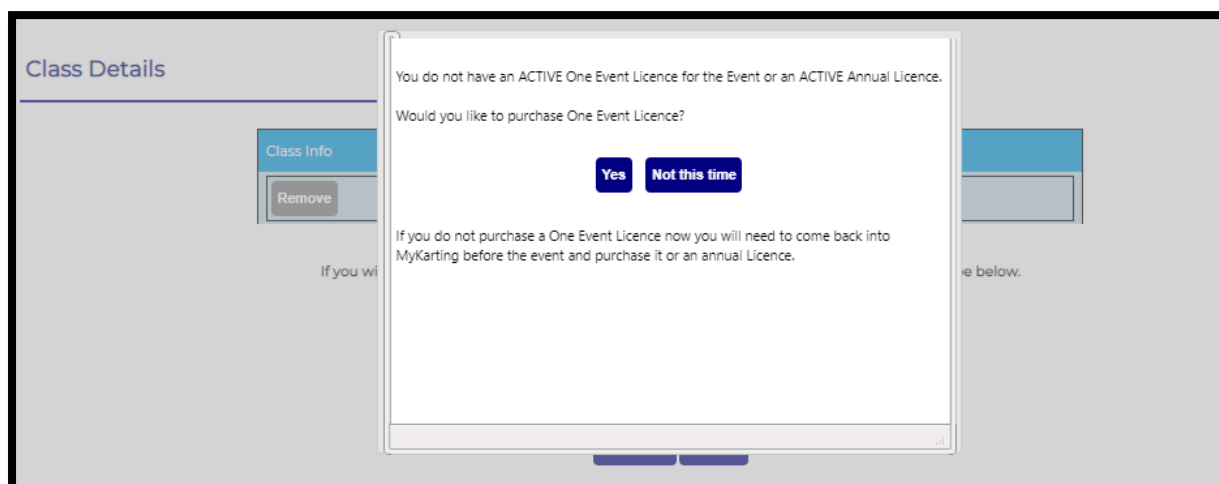 Class Details
You do not have an ACTIVE One Event Licence for the Event or an ACTIVE Annual Licence.
Would you like to purchase One Event Licence?
Class Info
Yes Not this time
Remove
If you do not purchase a One Event Licence now you will need to come back into
MyKarting before the event and purchase it or an annual Licence.
If you
below.